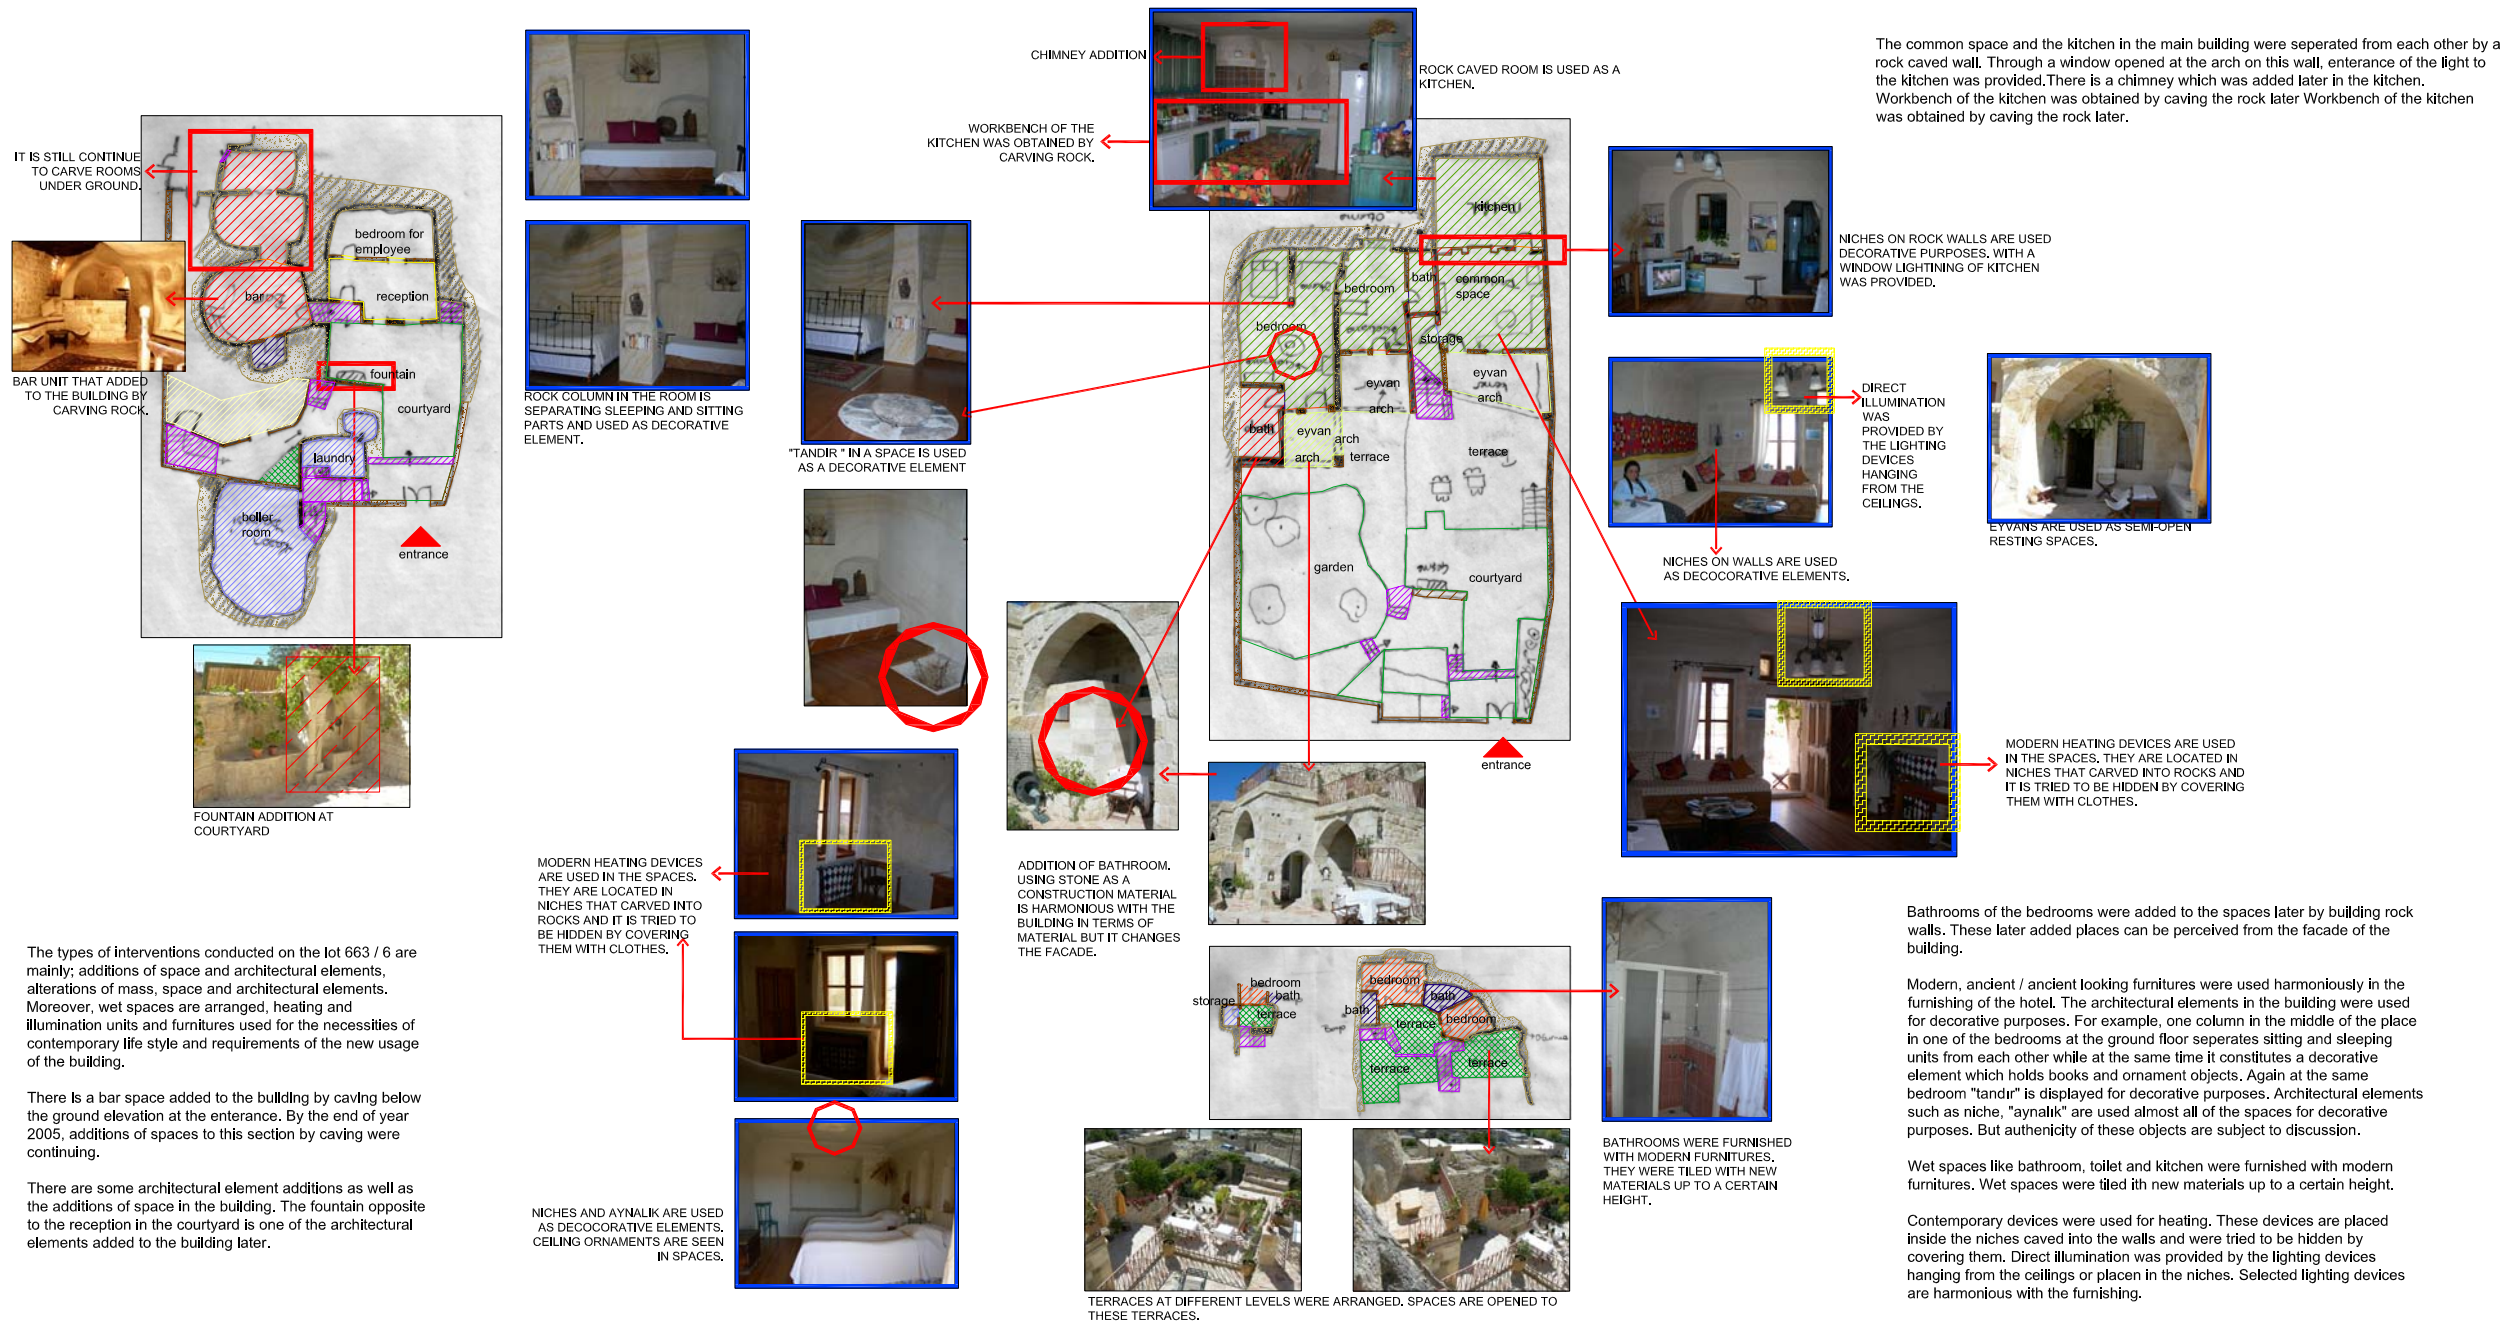 CHIMNEY ADDITION
ROCK CAVED ROOM IS USED AS A
KITCHEN.
WORKBENCH OF THE
KITCHEN WAS OBTAINED BY
CARVING ROCK.
The common space and the kitchen in the main building were seperated from each other by a
rock caved wall. Through a window opened at the arch on this wall, enterance of the light to
the kitchen was provided.There is a chimney which was added later in the kitchen.
Workbench of the kitchen was obtained by caving the rock later Workbench of the kitchen
was obtained by caving the rock later.
IT IS STILL CONTINUE
TO CARVE ROOMS
UNDER GROUND.
bedroom for
employee
reception
bar
fountain
courtyard
laundry
boiler
room
entrance
BAR UNIT THAT ADDED
TO THE BUILDING BY
CARVING ROCK.
FOUNTAIN ADDITION AT
COURTYARD
ROCK COLUMN IN THE ROOM IS
SEPARATING SLEEPING AND SITTING
PARTS AND USED AS DECORATIVE
ELEMENT.
"TANDIR " IN A SPACE IS USED
AS A DECORATIVE ELEMENT
kitchen
bath
common
space
bedroom
bedroom
storage
eyvan
arch
eyvan
arch
bath
eyvan
arch
arch
terrace
terrace
garden
courtyard
entrance
NICHES ON ROCK WALLS ARE USED
DECORATIVE PURPOSES. WITH A
WINDOW LIGHTINING OF KITCHEN
WAS PROVIDED.
DIRECT
ILLUMINATION
WAS
PROVIDED BY
THE LIGHTING
DEVICES
HANGING
FROM THE
CEILINGS.
EYVANS ARE USED AS SEMI-OPEN
RESTING SPACES.
NICHES ON WALLS ARE USED
AS DECOCORATIVE ELEMENTS.
MODERN HEATING DEVICES ARE USED
IN THE SPACES. THEY ARE LOCATED IN
NICHES THAT CARVED INTO ROCKS AND
IT IS TRIED TO BE HIDDEN BY COVERING
THEM WITH CLOTHES.
MODERN HEATING DEVICES
ARE USED IN THE SPACES.
THEY ARE LOCATED IN
NICHES THAT CARVED INTO
ROCKS AND IT IS TRIED TO
BE HIDDEN BY COVERING
THEM WITH CLOTHES.
ADDITION OF BATHROOM.
USING STONE AS A
CONSTRUCTION MATERIAL
IS HARMONIOUS WITH THE
BUILDING IN TERMS OF
MATERIAL BUT IT CHANGES
THE FACADE.
bedroom
bath
storage
terrace
bedroom
bath
bath
terrace
bedroom
terrace
terrace
NICHES AND AYNALIK ARE USED
AS DECOCORATIVE ELEMENTS.
CEILING ORNAMENTS ARE SEEN
IN SPACES.
TERRACES AT DIFFERENT LEVELS WERE ARRANGED. SPACES ARE OPENED TO
THESE TERRACES.
BATHROOMS WERE FURNISHED
WITH MODERN FURNITURES.
THEY WERE TILED WITH NEW
MATERIALS UP TO A CERTAIN
HEIGHT.
The types of interventions conducted on the lot 663 / 6 are
mainly; additions of space and architectural elements,
alterations of mass, space and architectural elements.
Moreover, wet spaces are arranged, heating and
illumination units and furnitures used for the necessities of
contemporary life style and requirements of the new usage
of the building.
There is a bar space added to the building by caving below
the ground elevation at the enterance. By the end of year
2005, additions of spaces to this section by caving were
continuing.
There are some architectural element additions as well as
the additions of space in the building. The fountain opposite
to the reception in the courtyard is one of the architectural
elements added to the building later.
Bathrooms of the bedrooms were added to the spaces later by building rock
walls. These later added places can be perceived from the facade of the
building.
Modern, ancient / ancient looking furnitures were used harmoniously in the
furnishing of the hotel. The architectural elements in the building were used
for decorative purposes. For example, one column in the middle of the place
in one of the bedrooms at the ground floor seperates sitting and sleeping
units from each other while at the same time it constitutes a decorative
element which holds books and ornament objects. Again at the same
bedroom "tandır" is displayed for decorative purposes. Architectural elements
such as niche, "aynalık" are used almost all of the spaces for decorative
purposes. But authenicity of these objects are subject to discussion.
Wet spaces like bathroom, toilet and kitchen were furnished with modern
furnitures. Wet spaces were tiled ith new materials up to a certain height.
Contemporary devices were used for heating. These devices are placed
inside the niches caved into the walls and were tried to be hidden by
covering them. Direct illumination was provided by the lighting devices
hanging from the ceilings or placen in the niches. Selected lighting devices
are harmonious with the furnishing.